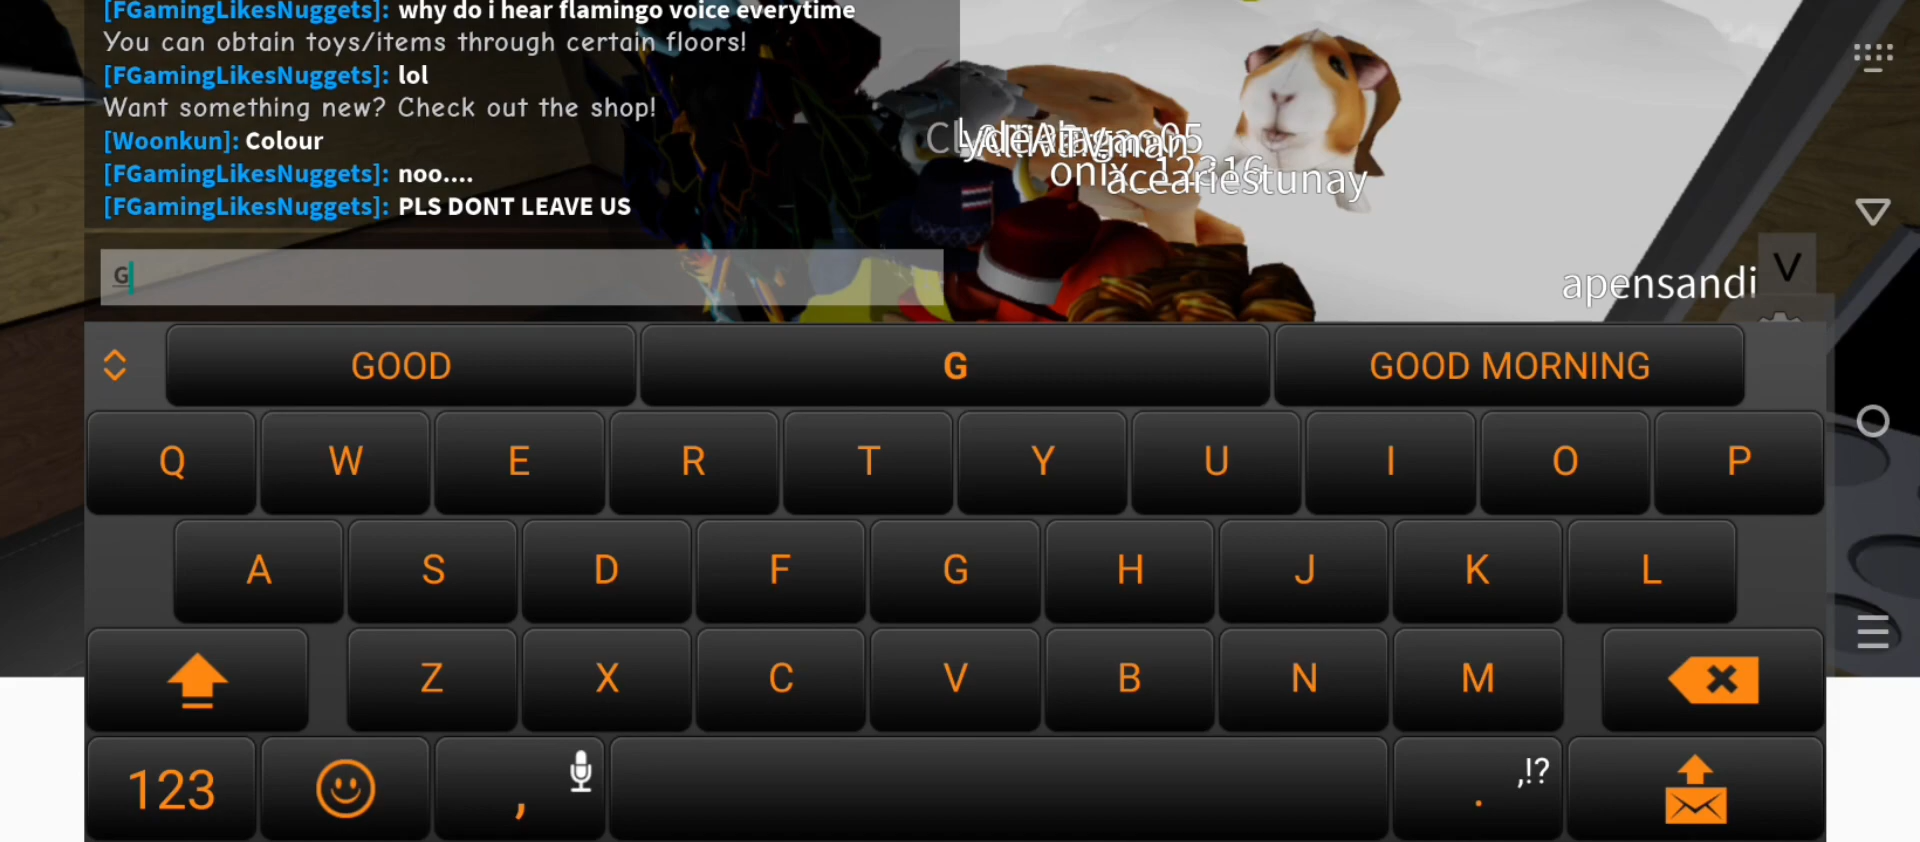 [FGamingLikesNuggets]: why do i hear flamingo voice everytime
You can obtain toys/items through certain floors!
[FGamingLikesNuggets]: lol
Want something new? Check out the shop!
[Woonkun]: Colour
[FGamingLikesNuggets]: noo....
[FGamingLikesNuggets]: PLS DONT LEAVE US
onix_12316
aceariestunay
apensandi
V
G
GOOD
G
GOOD MORNING
Q W E R T Y U I O P
A S D F G H J K L
Z X C V B N M
123 , . ,!?